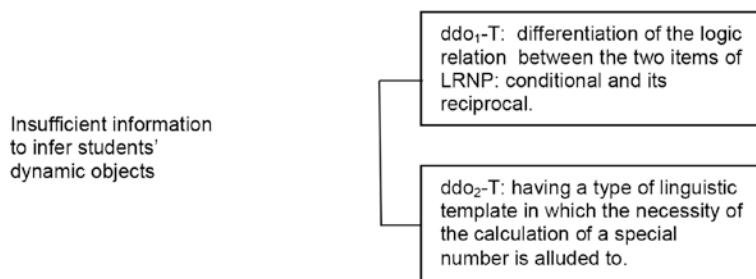 Insufficient information
to infer students’
dynamic objects
ddo₁-T: differentiation of the logic
relation between the two items of
LRNP: conditional and its
reciprocal.
ddo₂-T: having a type of linguistic
template in which the necessity of
the calculation of a special
number is alluded to.